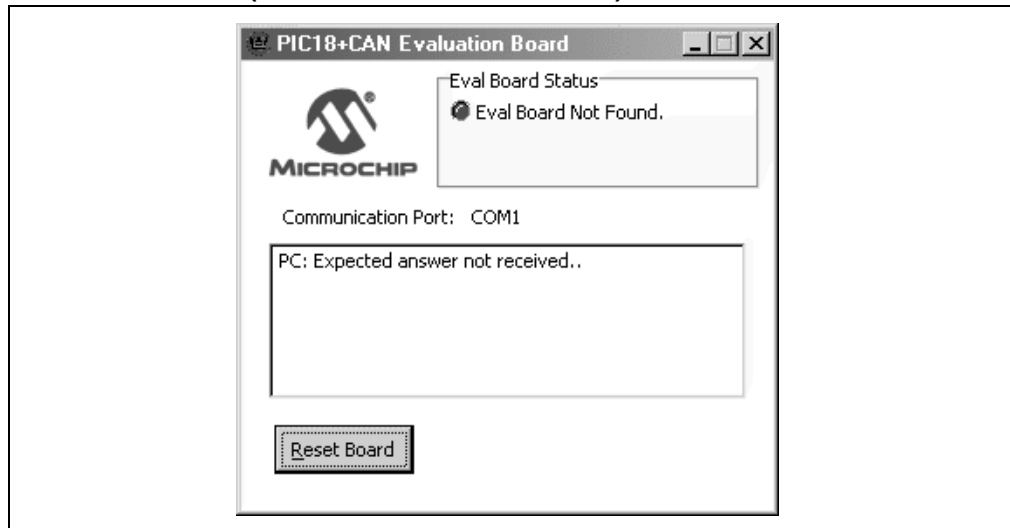 PIC18+CAN Evaluation Board
Eval Board Status
Eval Board Not Found.
MICROCHIP
Communication Port: COM1
PC: Expected answer not received..
Reset Board